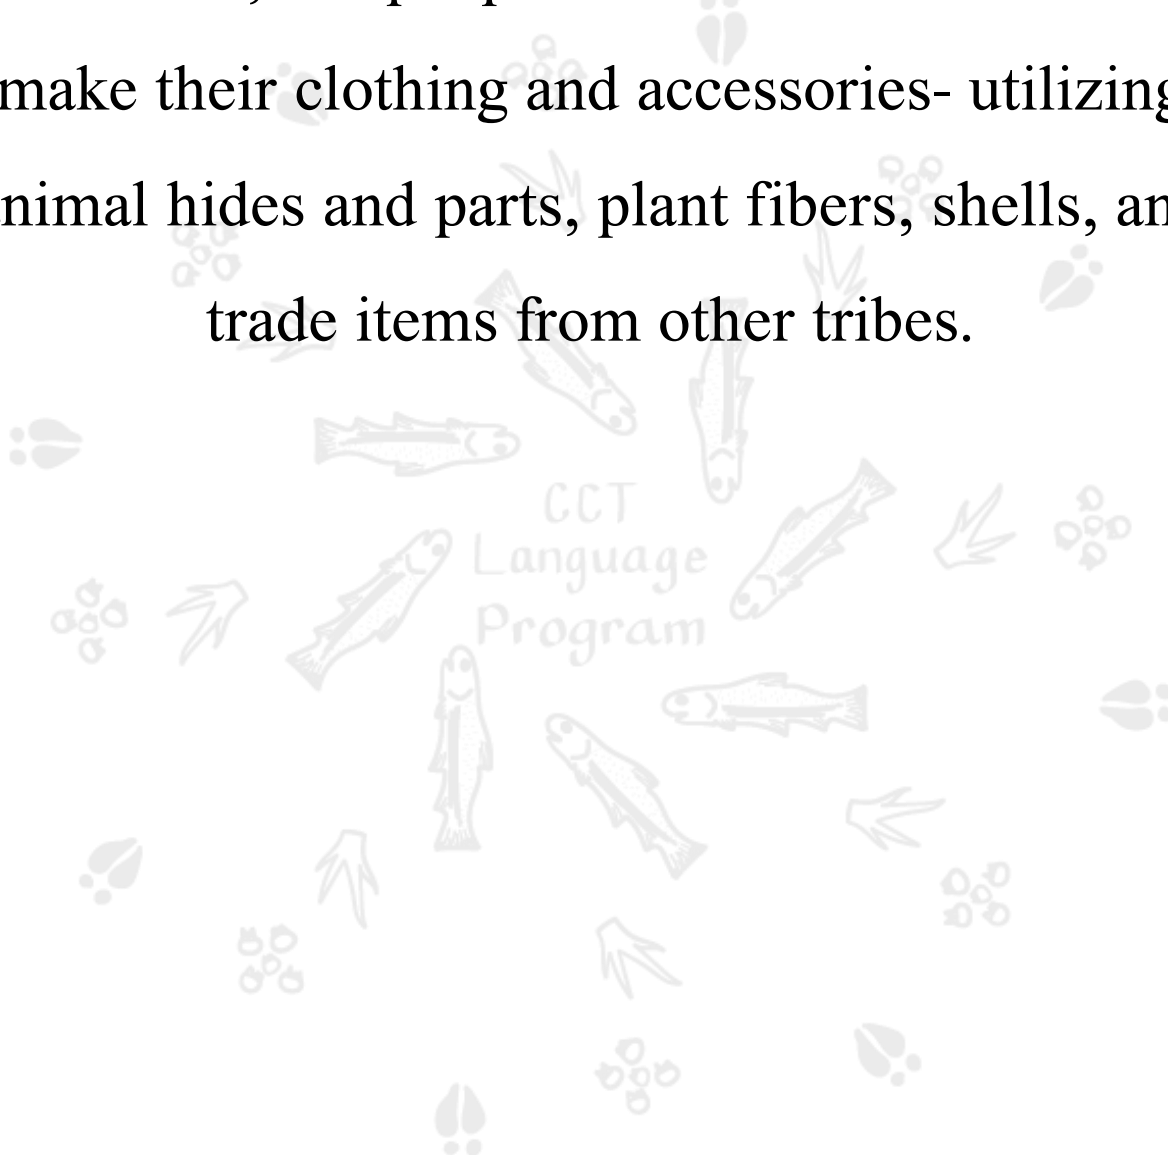 make their clothing and accessories- utilizing
nimal hides and parts, plant fibers, shells, an
trade items from other tribes.
CCT
Language
Program